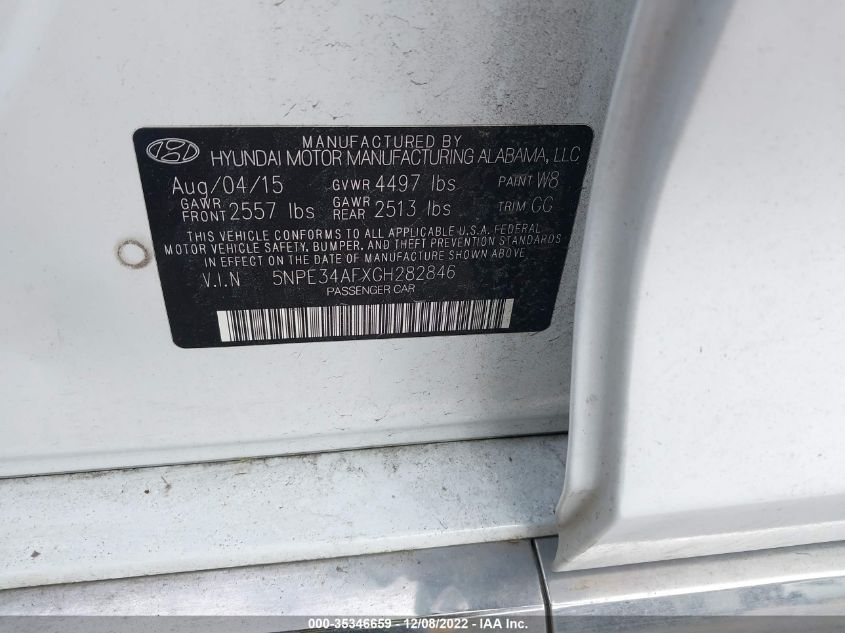 MANUFACTURED BY
HYUNDAI MOTOR MANUFACTURING ALABAMA, LLC
Aug/04/15 GVWR 4497 lbs PAINT W8
GAWR FRONT 2557 lbs GAWR REAR 2513 lbs TRIM CC
THIS VEHICLE CONFORMS TO ALL APPLICABLE U.S.A. FEDERAL
MOTOR VEHICLE SAFETY, BUMPER, AND THEFT PREVENTION STANDARDS
IN EFFECT ON THE DATE OF MANUFACTURE SHOWN ABOVE
V.I.N 5NPE34AFXGH282846
PASSENGER CAR
000-35346659 - 12/08/2022 - IAA Inc.